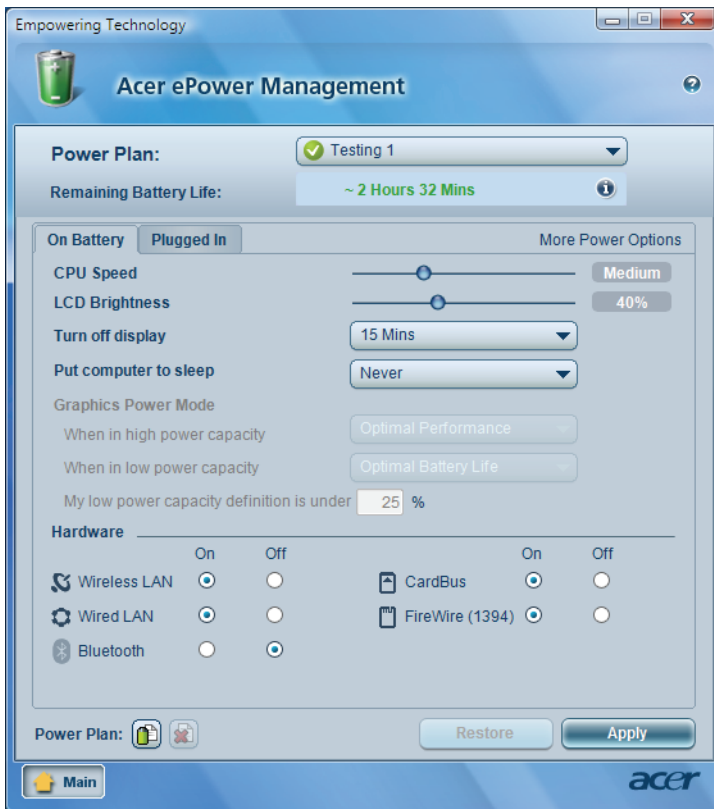 Empowering Technology
Acer ePower Management
Power Plan:
Testing 1
Remaining Battery Life:
~ 2 Hours 32 Mins
On Battery
Plugged In
More Power Options
CPU Speed
Medium
LCD Brightness
40%
Turn off display
15 Mins
Put computer to sleep
Never
Graphics Power Mode
When in high power capacity
Optimal Performance
When in low power capacity
Optimal Battery Life
My low power capacity definition is under 25 %
Hardware
On Off On Off
Wireless LAN
CardBus
Wired LAN
FireWire (1394)
Bluetooth
Power Plan:
Restore
Apply
Main
acer